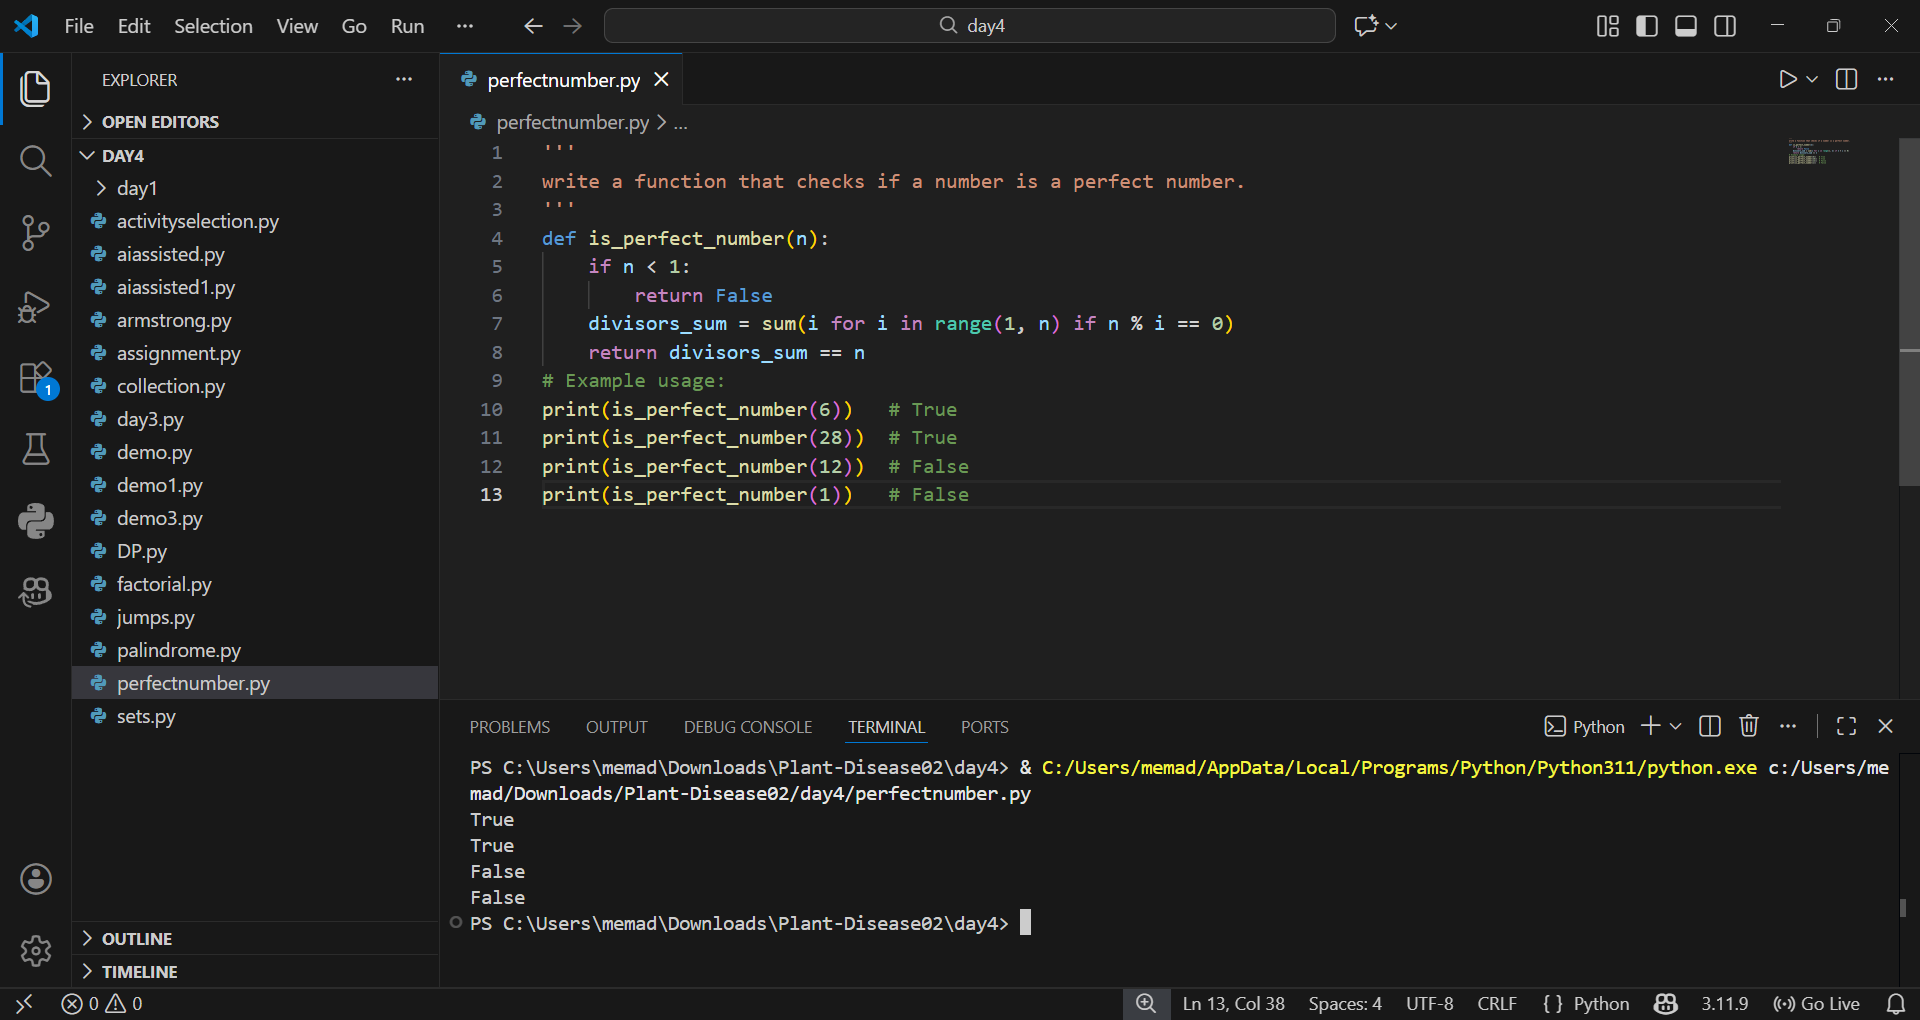 File Edit Selection View Go Run ··· day4
EXPLORER ···
OPEN EDITORS
DAY4
day1
activityselection.py
aiassisted.py
aiassisted1.py
armstrong.py
assignment.py
collection.py
day3.py
demo.py
demo1.py
demo3.py
DP.py
factorial.py
jumps.py
palindrome.py
perfectnumber.py
sets.py
OUTLINE
TIMELINE
1
perfectnumber.py
perfectnumber.py > ...
1 '''
2 write a function that checks if a number is a perfect number.
3 '''
4 def is_perfect_number(n):
5     if n < 1:
6         return False
7     divisors_sum = sum(i for i in range(1, n) if n % i == 0)
8     return divisors_sum == n
9 # Example usage:
10 print(is_perfect_number(6))   # True
11 print(is_perfect_number(28))  # True
12 print(is_perfect_number(12))  # False
13 print(is_perfect_number(1))   # False
PROBLEMS OUTPUT DEBUG CONSOLE TERMINAL PORTS Python
PS C:\Users\memad\Downloads\Plant-Disease02\day4> & C:/Users/memad/AppData/Local/Programs/Python/Python311/python.exe c:/Users/me
mad/Downloads/Plant-Disease02/day4/perfectnumber.py
True
True
False
False
PS C:\Users\memad\Downloads\Plant-Disease02\day4>
0 0 Ln 13, Col 38 Spaces: 4 UTF-8 CRLF { } Python 3.11.9 Go Live